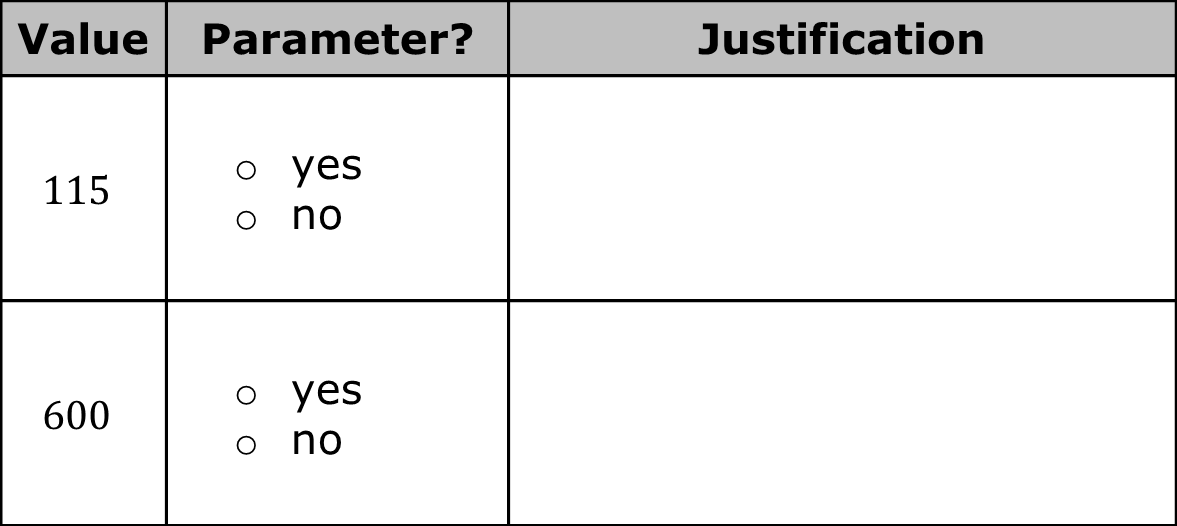 Value Parameter? Justification
115
○ yes
○ no
600
○ yes
○ no